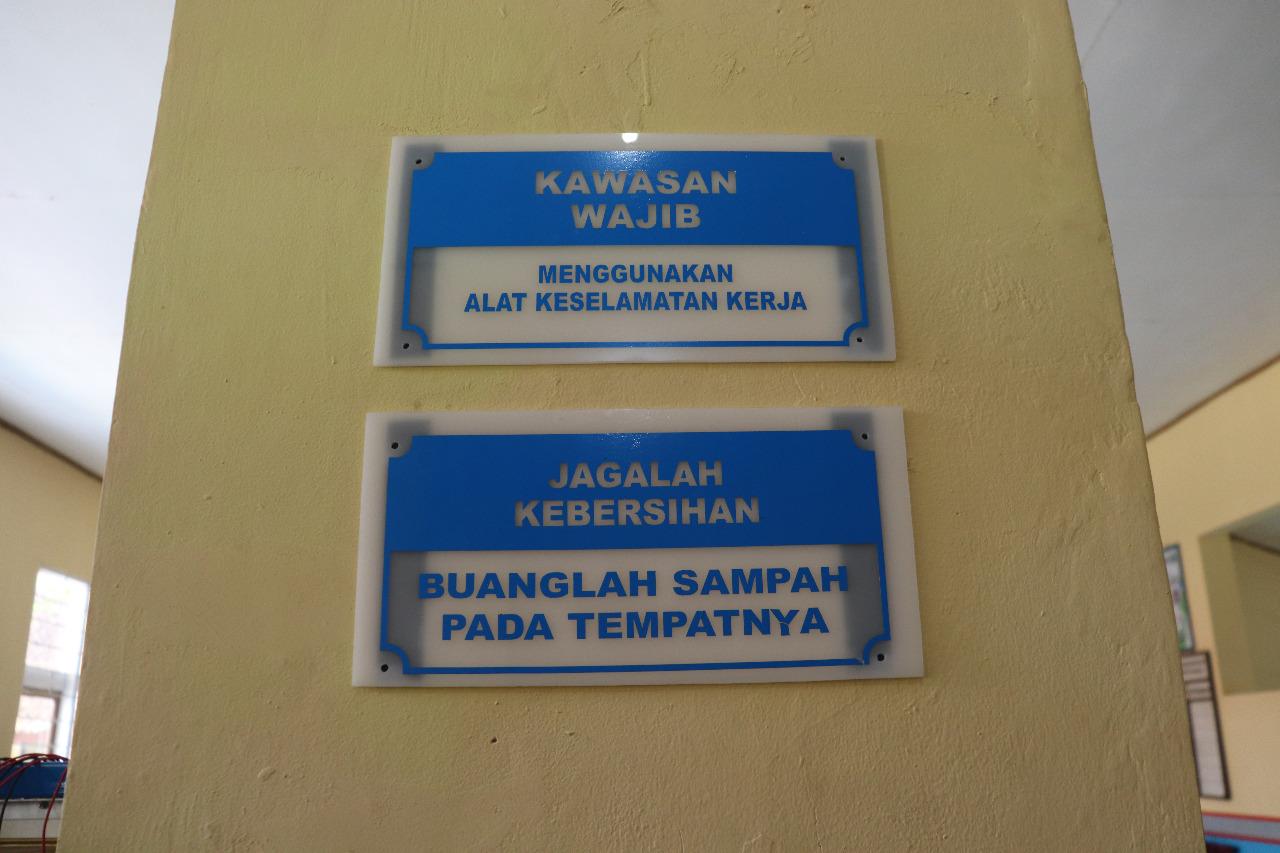 KAWASAN
WAJIB
MENGGUNAKAN
ALAT KESELAMATAN KERJA
JAGALAH
KEBERSIHAN
BUANGLAH SAMPAH
PADA TEMPATNYA